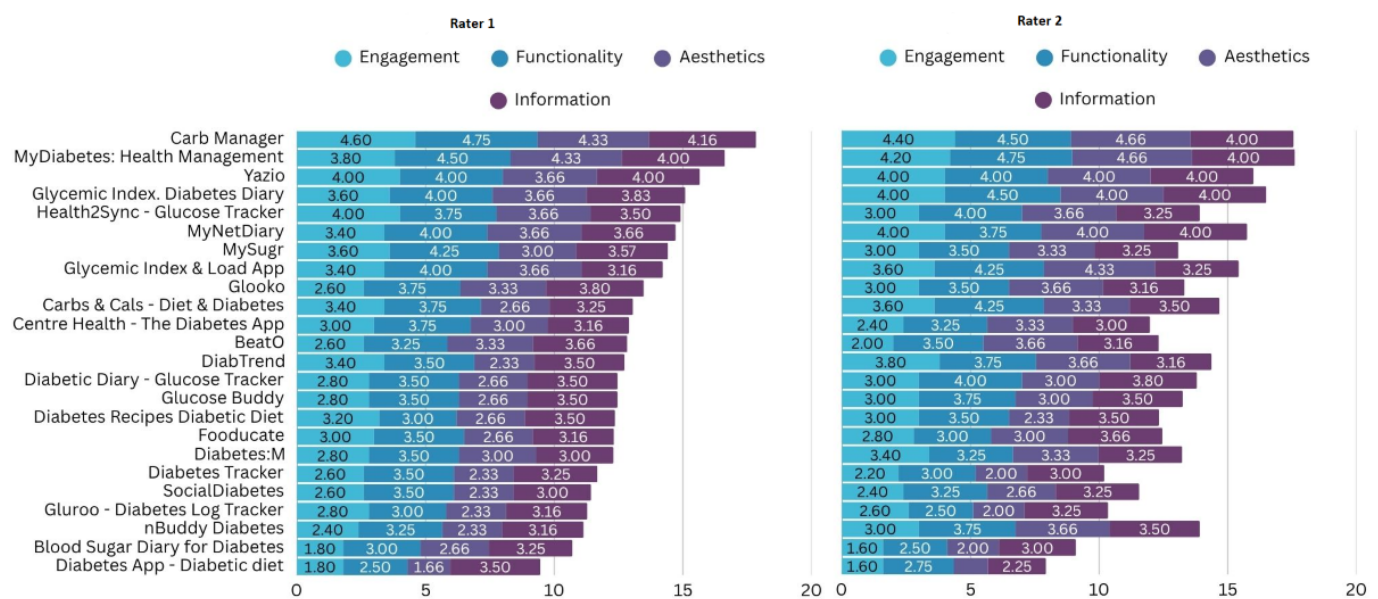 Rater 1
Engagement Functionality Aesthetics
Information
Rater 2
Engagement Functionality Aesthetics
Information
Carb Manager 4.60 4.75 4.33 4.16 4.40 4.50 4.66 4.00
MyDiabetes: Health Management 3.80 4.50 4.33 4.00 4.20 4.75 4.66 4.00
Yazio 4.00 4.00 3.66 4.00 4.00 4.00 4.00 4.00
Glycemic Index. Diabetes Diary 3.60 4.00 3.66 3.83 4.00 4.50 4.00 4.00
Health2Sync - Glucose Tracker 4.00 3.75 3.66 3.50 3.00 4.00 3.66 3.25
MyNetDiary 3.40 4.00 3.66 3.66 4.00 3.75 4.00 4.00
MySugr 3.60 4.25 3.00 3.57 3.00 3.50 3.33 3.25
Glycemic Index & Load App 3.40 4.00 3.66 3.16 3.60 4.25 4.33 3.25
Glooko 2.60 3.75 3.33 3.80 3.00 3.50 3.66 3.16
Carbs & Cals - Diet & Diabetes 3.40 3.75 2.66 3.25 3.60 4.25 3.33 3.50
Centre Health - The Diabetes App 3.00 3.75 3.00 3.16 2.40 3.25 3.33 3.00
BeatO 2.60 3.25 3.33 3.66 2.00 3.50 3.66 3.16
DiabTrend 3.40 3.50 2.33 3.50 3.80 3.75 3.66 3.16
Diabetic Diary - Glucose Tracker 2.80 3.50 2.66 3.50 3.00 4.00 3.00 3.80
Glucose Buddy 2.80 3.50 2.66 3.50 3.00 3.75 3.00 3.50
Diabetes Recipes Diabetic Diet 3.20 3.00 2.66 3.50 3.00 3.50 2.33 3.50
Fooducate 3.00 3.50 2.66 3.16 2.80 3.00 3.00 3.66
Diabetes:M 2.80 3.50 3.00 3.00 3.40 3.25 3.33 3.25
Diabetes Tracker 2.60 3.50 2.33 3.25 2.20 3.00 2.00 3.00
SocialDiabetes 2.60 3.50 2.33 3.00 2.40 3.25 2.66 3.25
Gluroo - Diabetes Log Tracker 2.80 3.00 2.33 3.16 2.60 2.50 2.00 3.25
nBuddy Diabetes 2.40 3.25 2.33 3.16 3.00 3.75 3.66 3.50
Blood Sugar Diary for Diabetes 1.80 3.00 2.66 3.25 1.60 2.50 2.00 3.00
Diabetes App - Diabetic diet 1.80 2.50 1.66 3.50 1.60 2.75 2.25
0 5 10 15 20 0 5 10 15 20